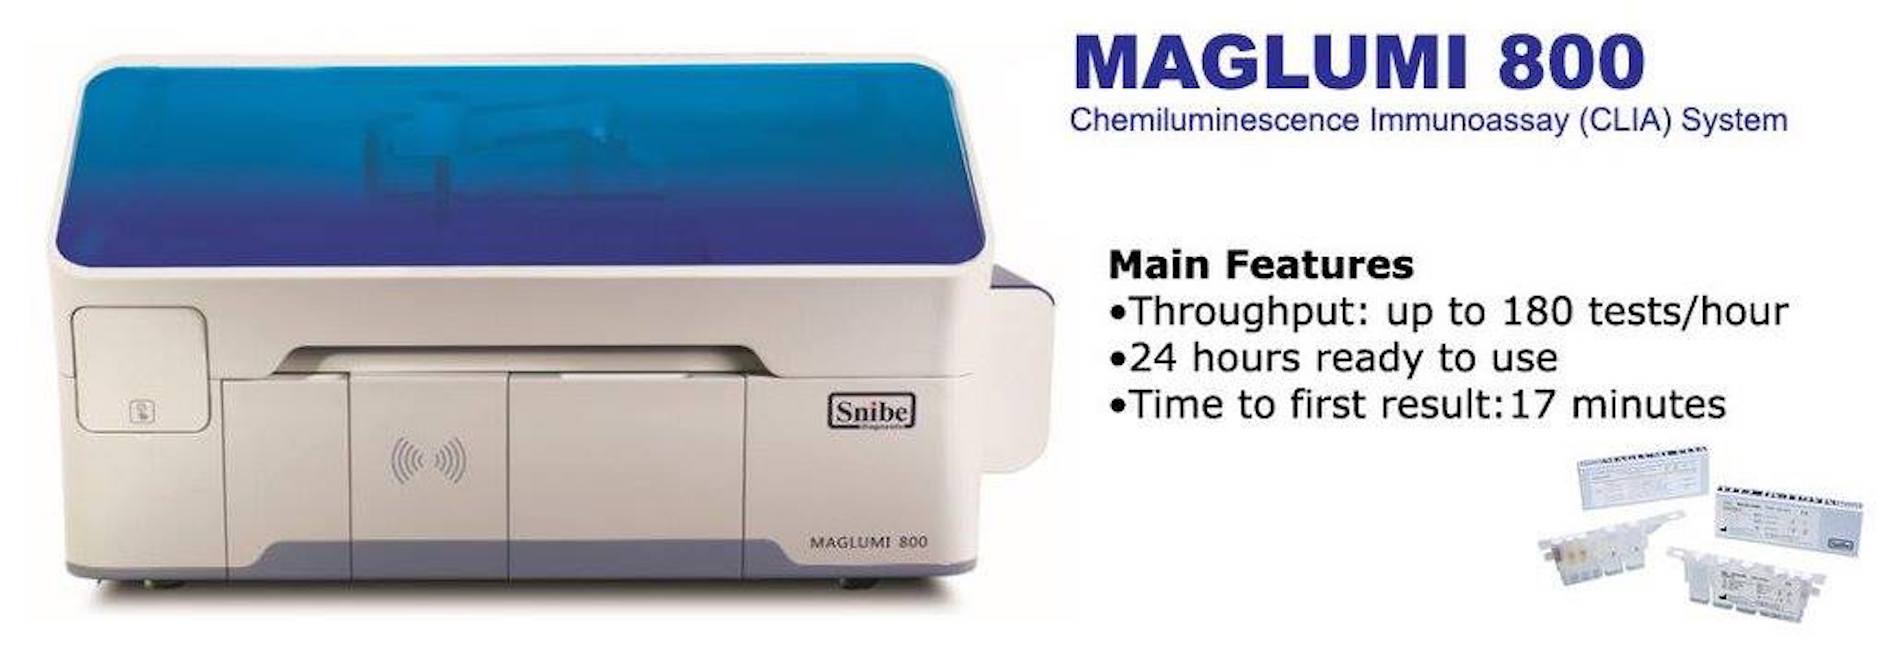 MAGLUMI 800
Chemiluminescence Immunoassay (CLIA) System
Main Features
•Throughput: up to 180 tests/hour
•24 hours ready to use
•Time to first result:17 minutes
Snibe
MAGLUMI 800
Snibe